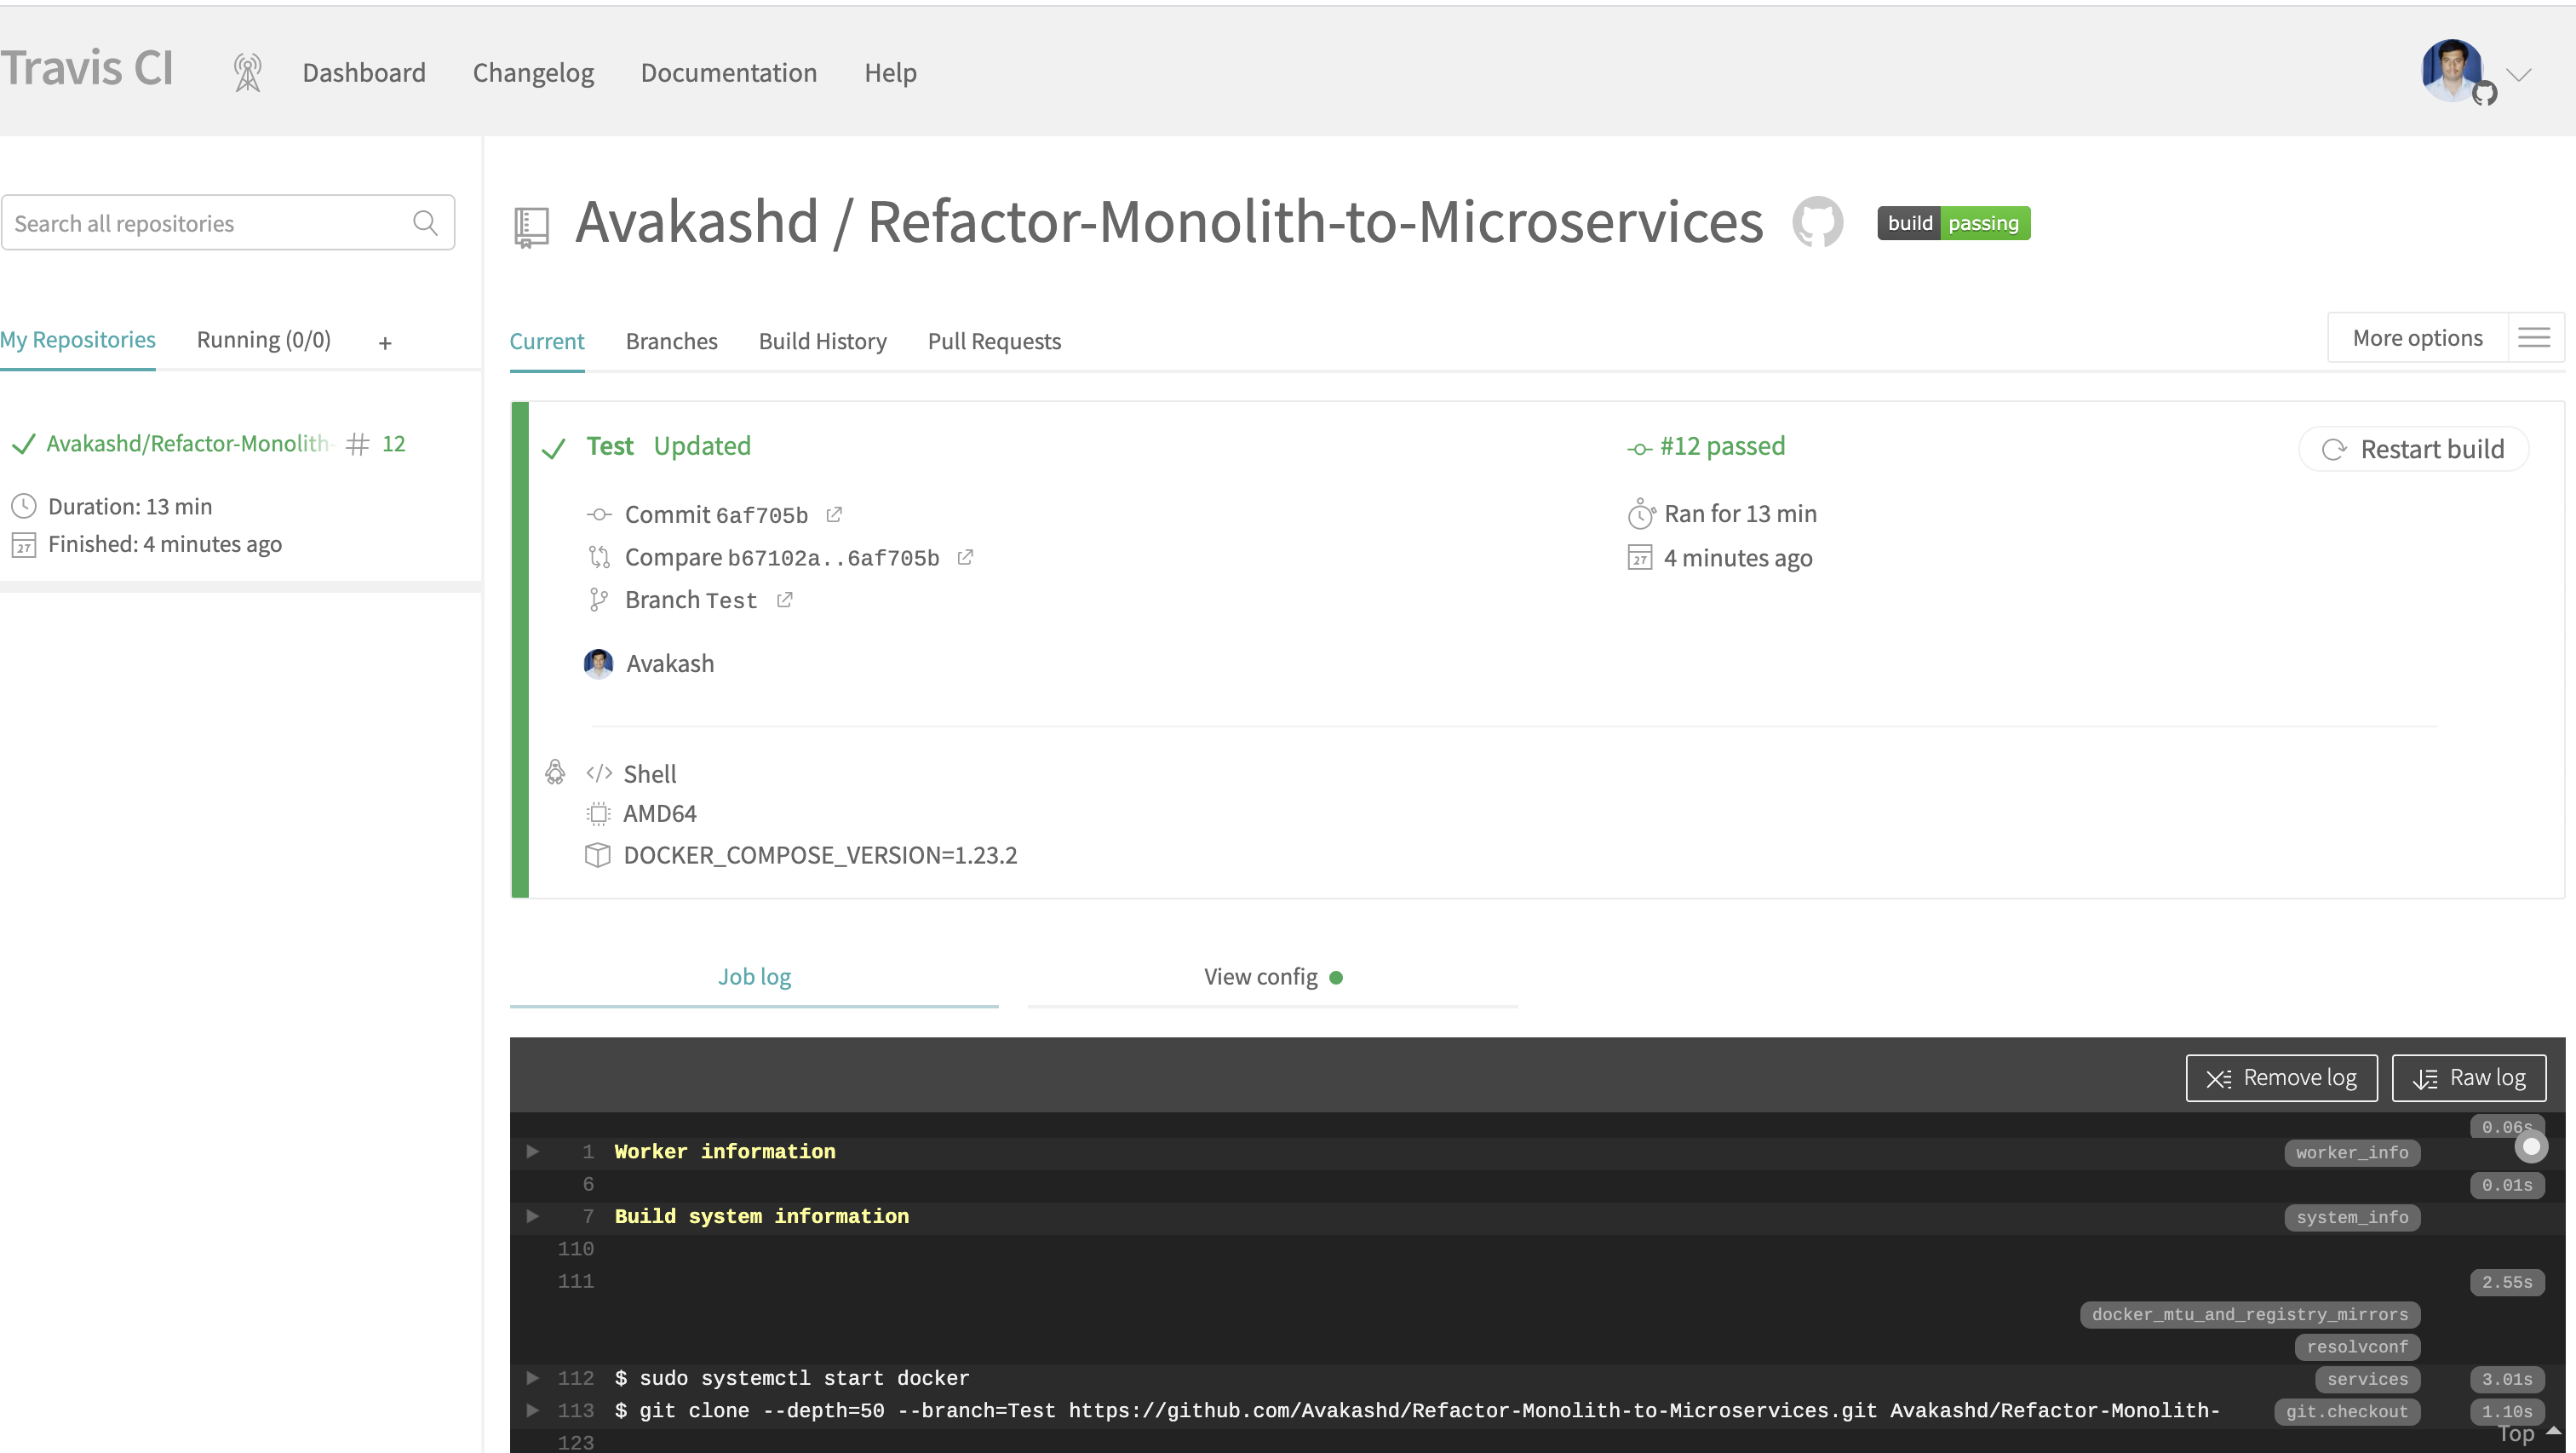 Travis CI
Dashboard
Changelog
Documentation
Help
Search all repositories
My Repositories
Running (0/0)
+
Avakashd/Refactor-Monolith-
# 12
Duration: 13 min
27
Finished: 4 minutes ago
Avakashd / Refactor-Monolith-to-Microservices
build passing
Current
Branches
Build History
Pull Requests
More options
Test Updated
Commit 6af705b
Compare b67102a..6af705b
Branch Test
Avakash
#12 passed
Ran for 13 min
27
4 minutes ago
Restart build
</> Shell
AMD64
DOCKER_COMPOSE_VERSION=1.23.2
Job log
View config
Remove log
Raw log
0.06s
1 Worker information worker_info
6 0.01s
7 Build system information system_info
110
111 2.55s
docker_mtu_and_registry_mirrors
resolvconf
112 $ sudo systemctl start docker services 3.01s
113 $ git clone --depth=50 --branch=Test https://github.com/Avakashd/Refactor-Monolith-to-Microservices.git Avakashd/Refactor-Monolith- git.checkout 1.10s
123
Top